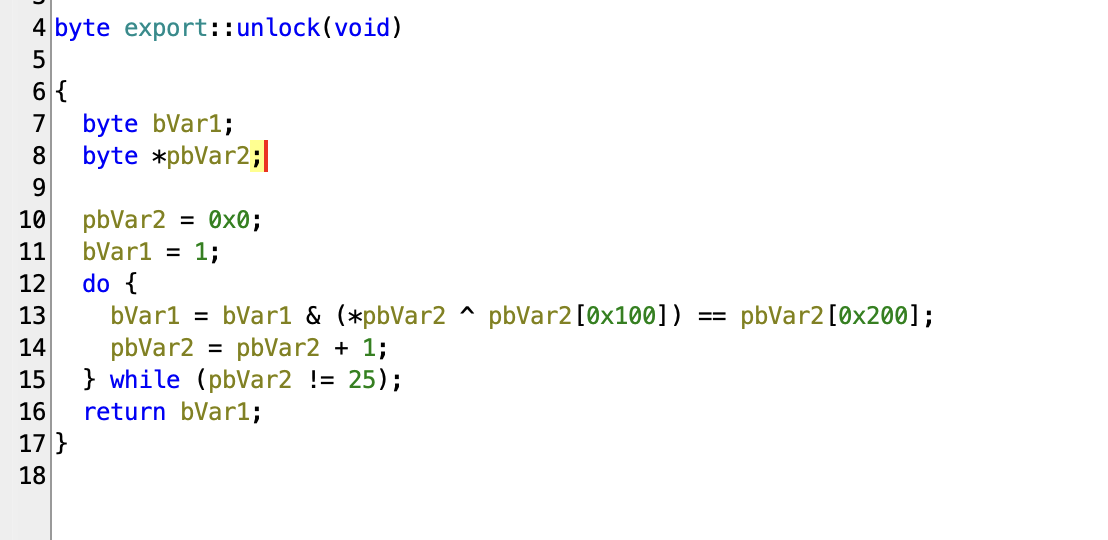 4 byte export::unlock(void)
5
6 {
7   byte bVar1;
8   byte *pbVar2;
9
10   pbVar2 = 0x0;
11   bVar1 = 1;
12   do {
13     bVar1 = bVar1 & (*pbVar2 ^ pbVar2[0x100]) == pbVar2[0x200];
14     pbVar2 = pbVar2 + 1;
15   } while (pbVar2 != 25);
16   return bVar1;
17 }
18